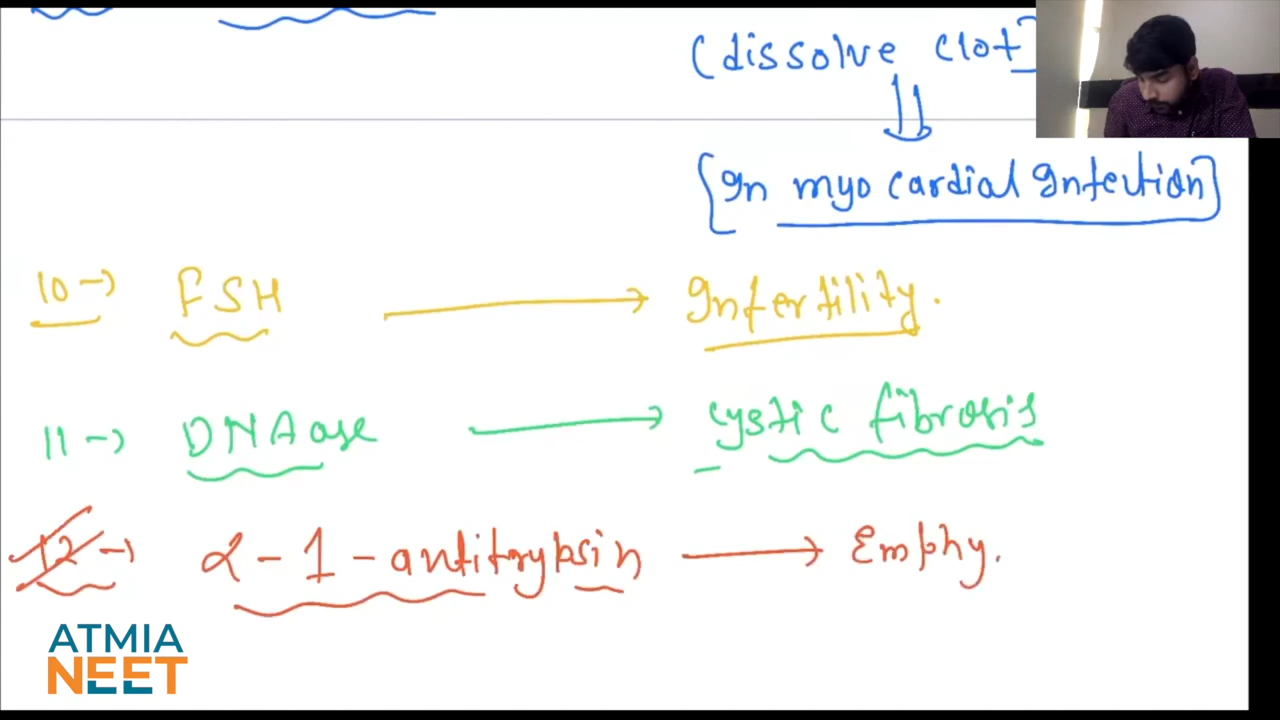 (dissolve clot]
[In myo cardial Infection]
10→ FSH → Infertility.
11→ DNAase → cystic fibrosis
12→ α-1-antitrypsin → Emphy.
ATMIA
NEET